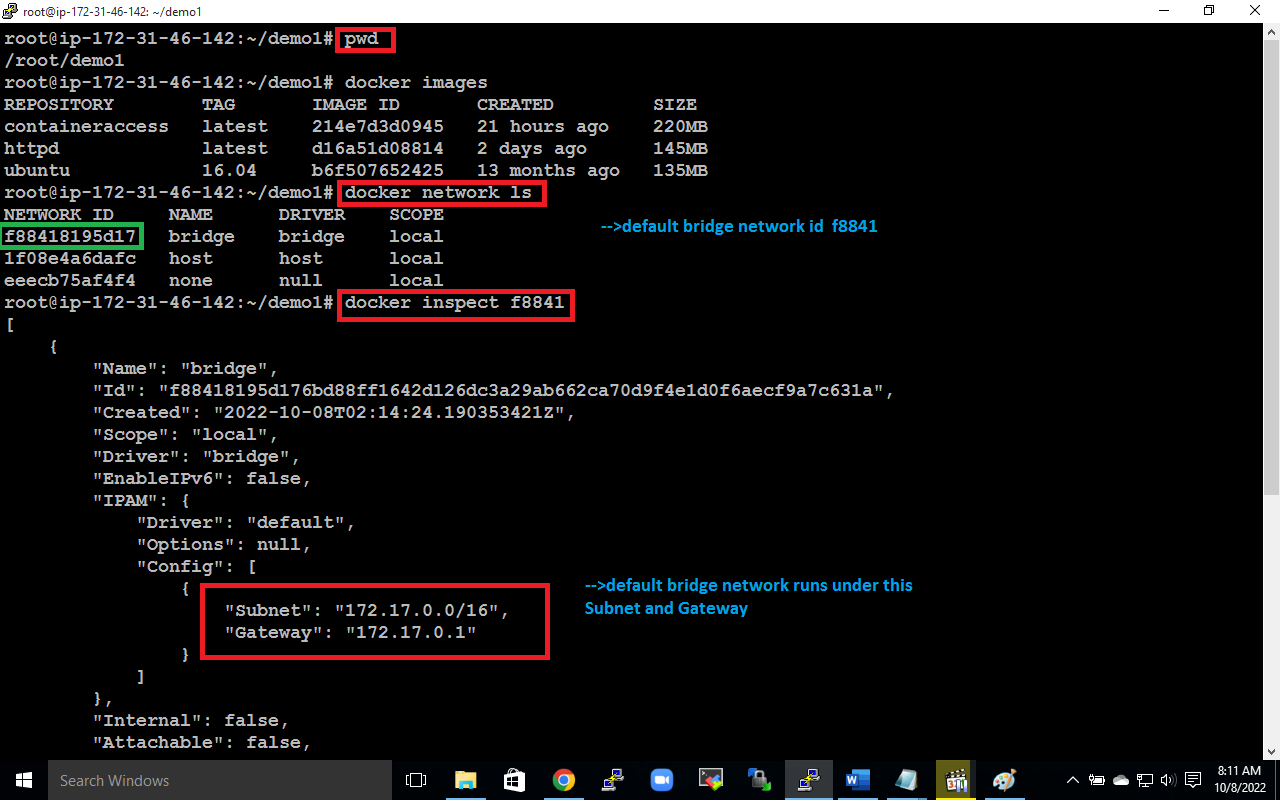 root@ip-172-31-46-142: ~/demo1
root@ip-172-31-46-142:~/demo1# pwd
/root/demo1
root@ip-172-31-46-142:~/demo1# docker images
REPOSITORY        TAG       IMAGE ID       CREATED         SIZE
containeraccess   latest    214e7d3d0945   21 hours ago    220MB
httpd             latest    d16a51d08814   2 days ago      145MB
ubuntu            16.04     b6f507652425   13 months ago   135MB
root@ip-172-31-46-142:~/demo1# docker network ls
NETWORK ID     NAME      DRIVER    SCOPE
-->default bridge network id  f8841
f88418195d17   bridge    bridge    local
1f08e4a6dafc   host      host      local
eeecb75af4f4   none      null      local
root@ip-172-31-46-142:~/demo1# docker inspect f8841
[
    {
        "Name": "bridge",
        "Id": "f88418195d176bd88ff1642d126dc3a29ab662ca70d9f4e1d0f6aecf9a7c631a",
        "Created": "2022-10-08T02:14:24.190353421Z",
        "Scope": "local",
        "Driver": "bridge",
        "EnableIPv6": false,
        "IPAM": {
            "Driver": "default",
            "Options": null,
            "Config": [
                {
                    "Subnet": "172.17.0.0/16",
                    "Gateway": "172.17.0.1"
                }
-->default bridge network runs under this
Subnet and Gateway
            ]
        },
        "Internal": false,
        "Attachable": false,
Search Windows
8:11 AM
10/8/2022